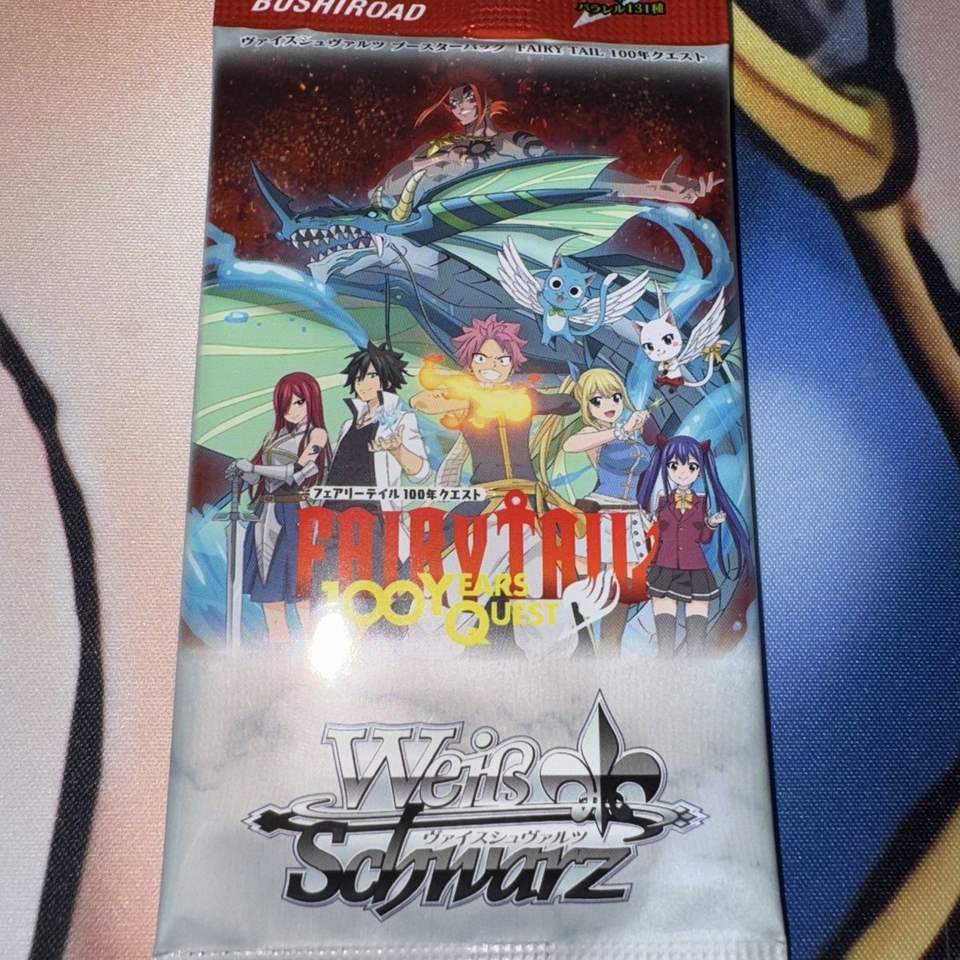 BUSHIROAD
パラレル131種
ヴァイスシュヴァルツ ブースターパック FAIRY TAIL 100年クエスト
フェアリーテイル 100年クエスト
FAIRY TAIL
100 YEARS
QUEST
Weiß
ヴァイスシュヴァルツ
Schwarz